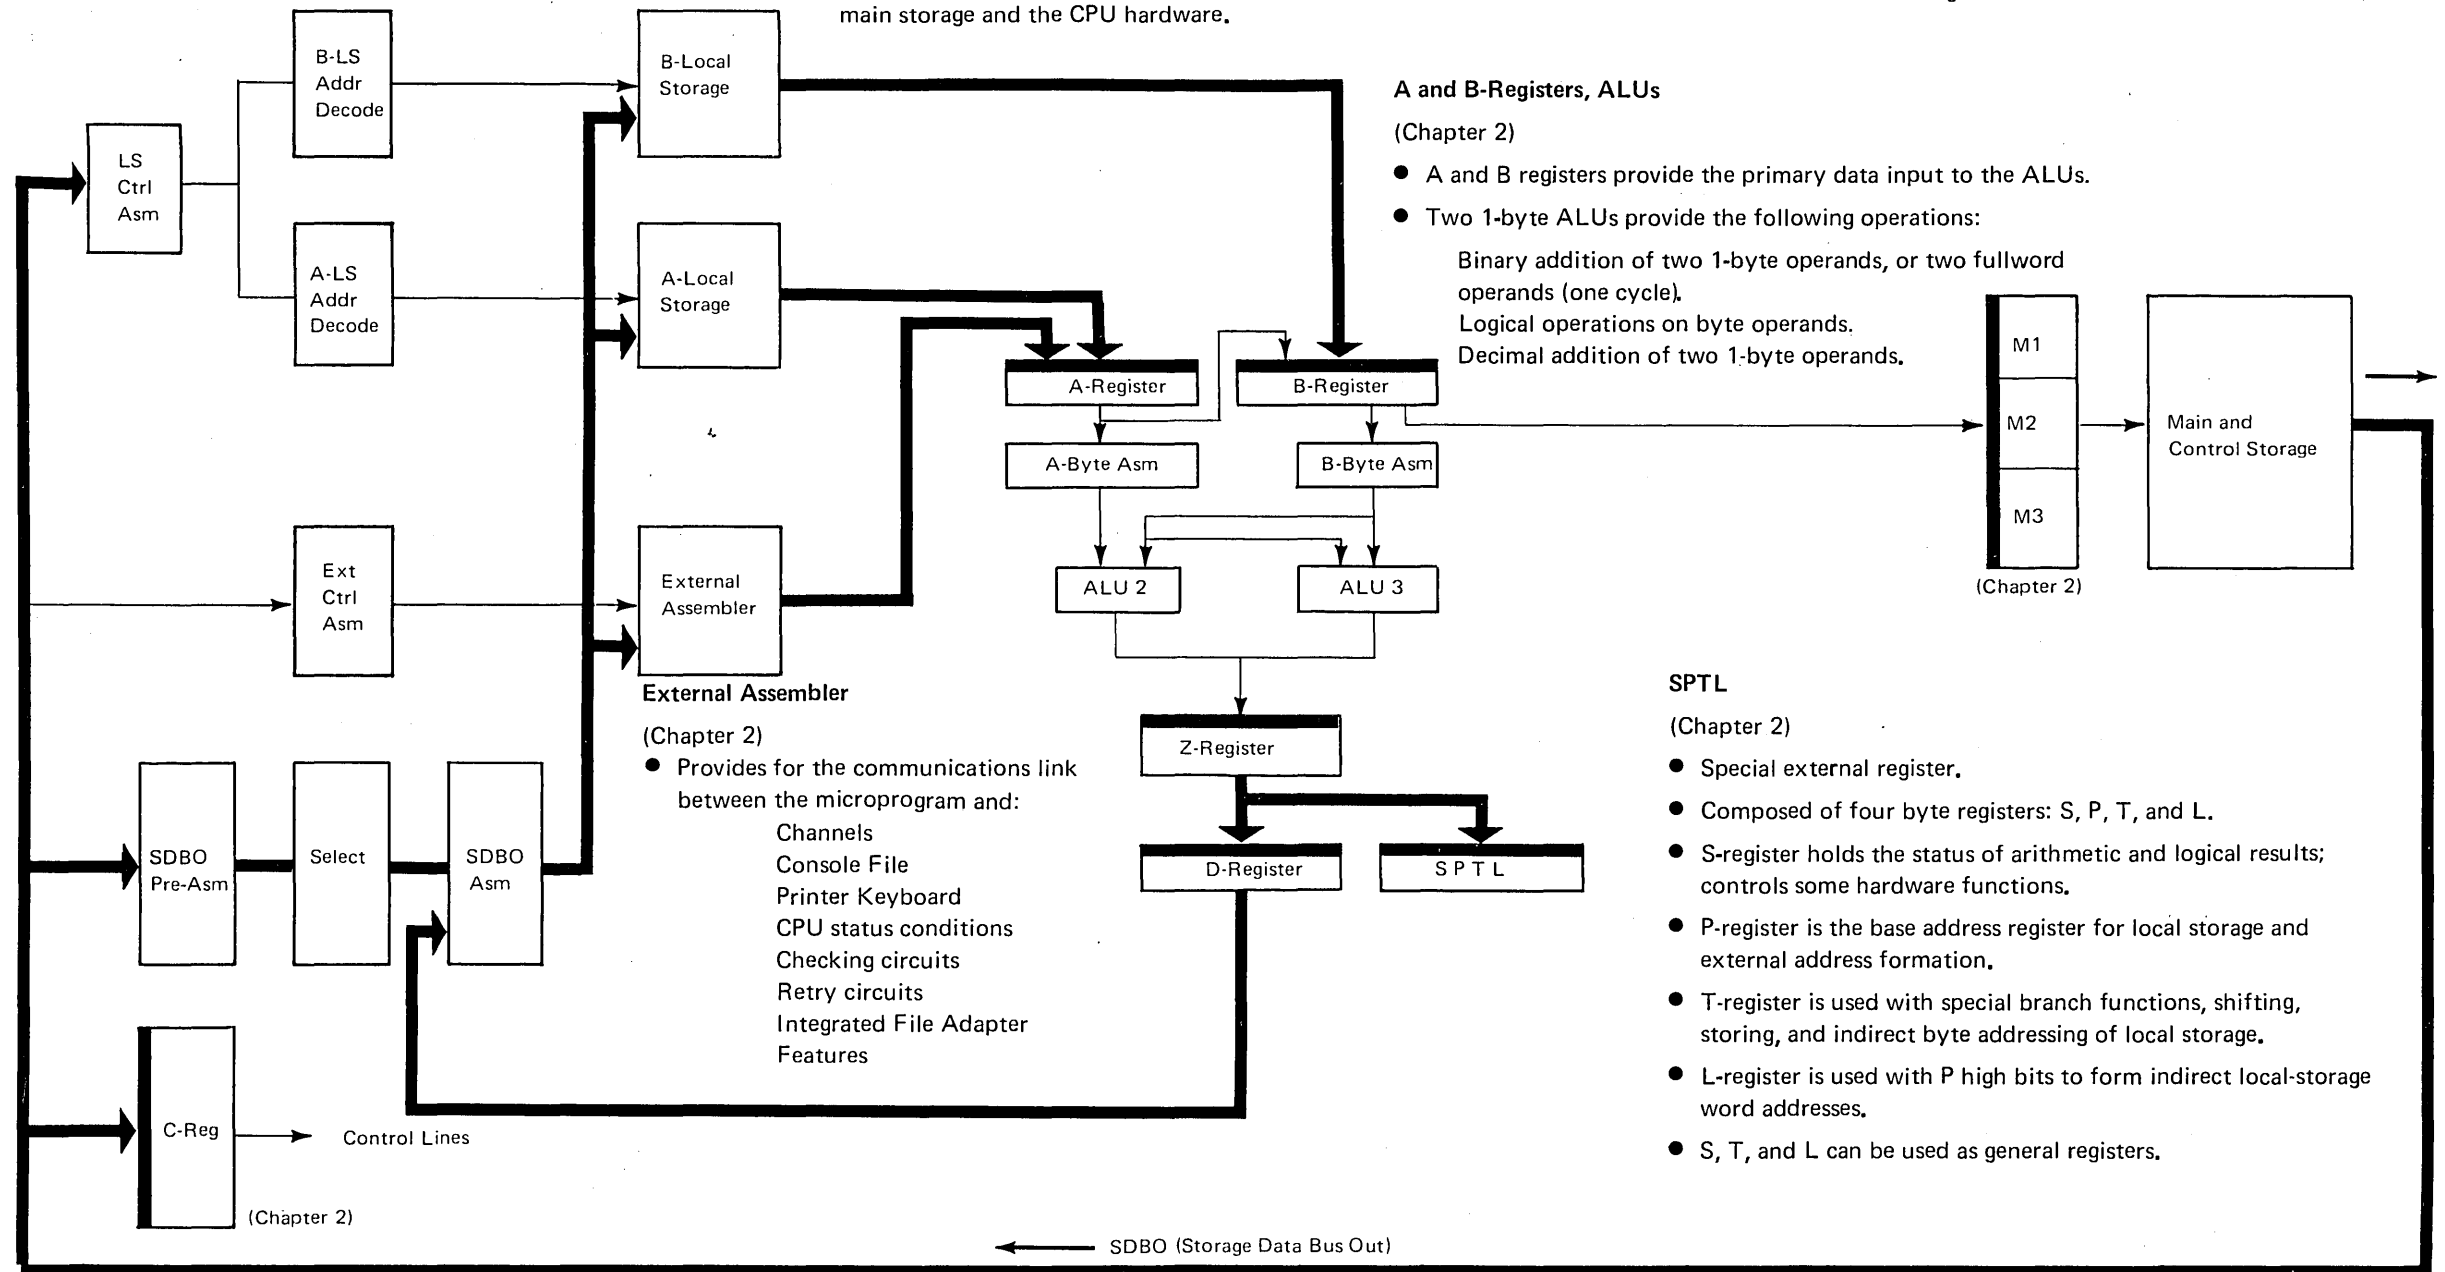 main storage and the CPU hardware.
B-LS
Addr
Decode
B-Local
Storage
LS
Ctrl
Asm
A-LS
Addr
Decode
A-Local
Storage
A and B-Registers, ALUs
(Chapter 2)
● A and B registers provide the primary data input to the ALUs.
● Two 1-byte ALUs provide the following operations:
Binary addition of two 1-byte operands, or two fullword
operands (one cycle).
Logical operations on byte operands.
Decimal addition of two 1-byte operands.
A-Register
B-Register
A-Byte Asm
B-Byte Asm
ALU 2
ALU 3
M1
M2
M3
(Chapter 2)
Main and
Control Storage
Ext
Ctrl
Asm
External
Assembler
External Assembler
(Chapter 2)
● Provides for the communications link
between the microprogram and:
Channels
Console File
Printer Keyboard
CPU status conditions
Checking circuits
Retry circuits
Integrated File Adapter
Features
Z-Register
D-Register
S P T L
SPTL
(Chapter 2)
● Special external register.
● Composed of four byte registers: S, P, T, and L.
● S-register holds the status of arithmetic and logical results;
controls some hardware functions.
● P-register is the base address register for local storage and
external address formation.
● T-register is used with special branch functions, shifting,
storing, and indirect byte addressing of local storage.
● L-register is used with P high bits to form indirect local-storage
word addresses.
● S, T, and L can be used as general registers.
SDBO
Pre-Asm
Select
SDBO
Asm
C-Reg
Control Lines
(Chapter 2)
SDBO (Storage Data Bus Out)